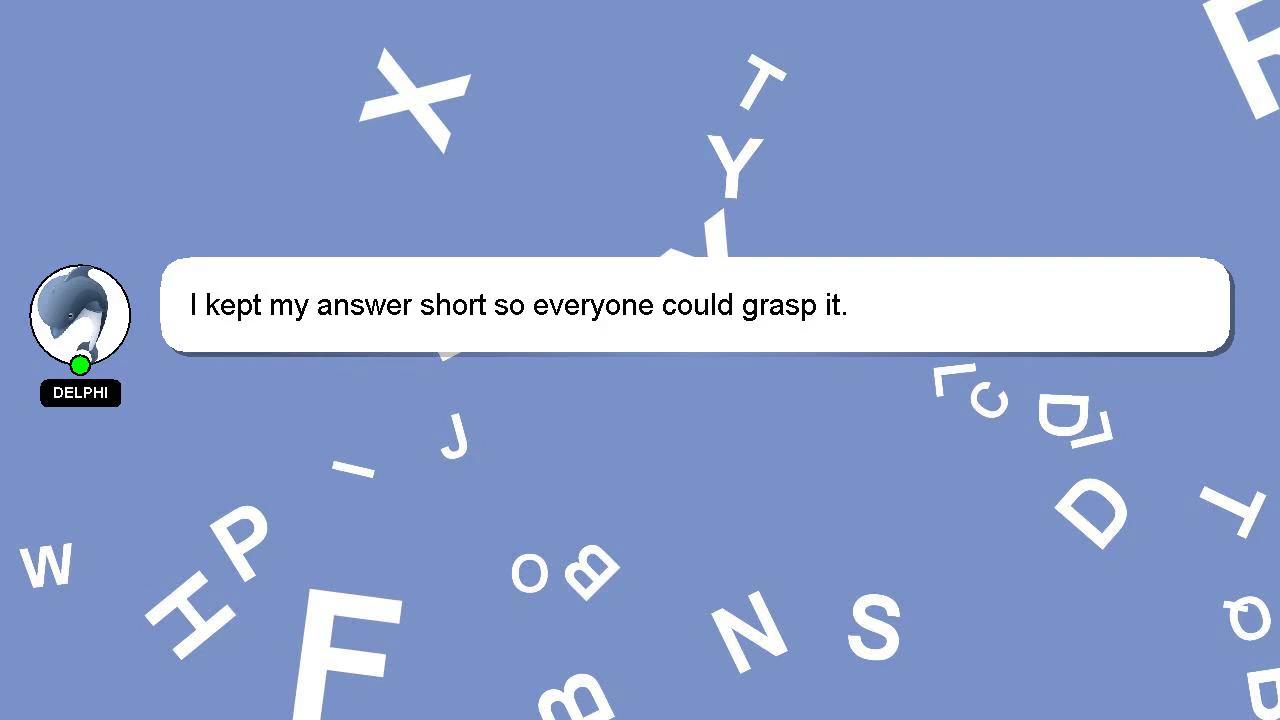 I kept my answer short so everyone could grasp it.
DELPHI
X
T
Y
L
C
D
L
J
I
D
T
P
W
H
O
B
F
N
S
Q
B